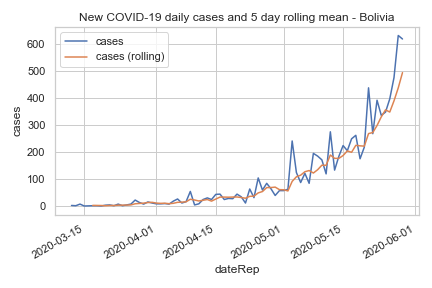 New COVID-19 daily cases and 5 day rolling mean - Bolivia
cases
cases (rolling)
600
500
400
300
200
100
0
cases
2020-03-15
2020-04-01
2020-04-15
2020-05-01
2020-05-15
2020-06-01
dateRep